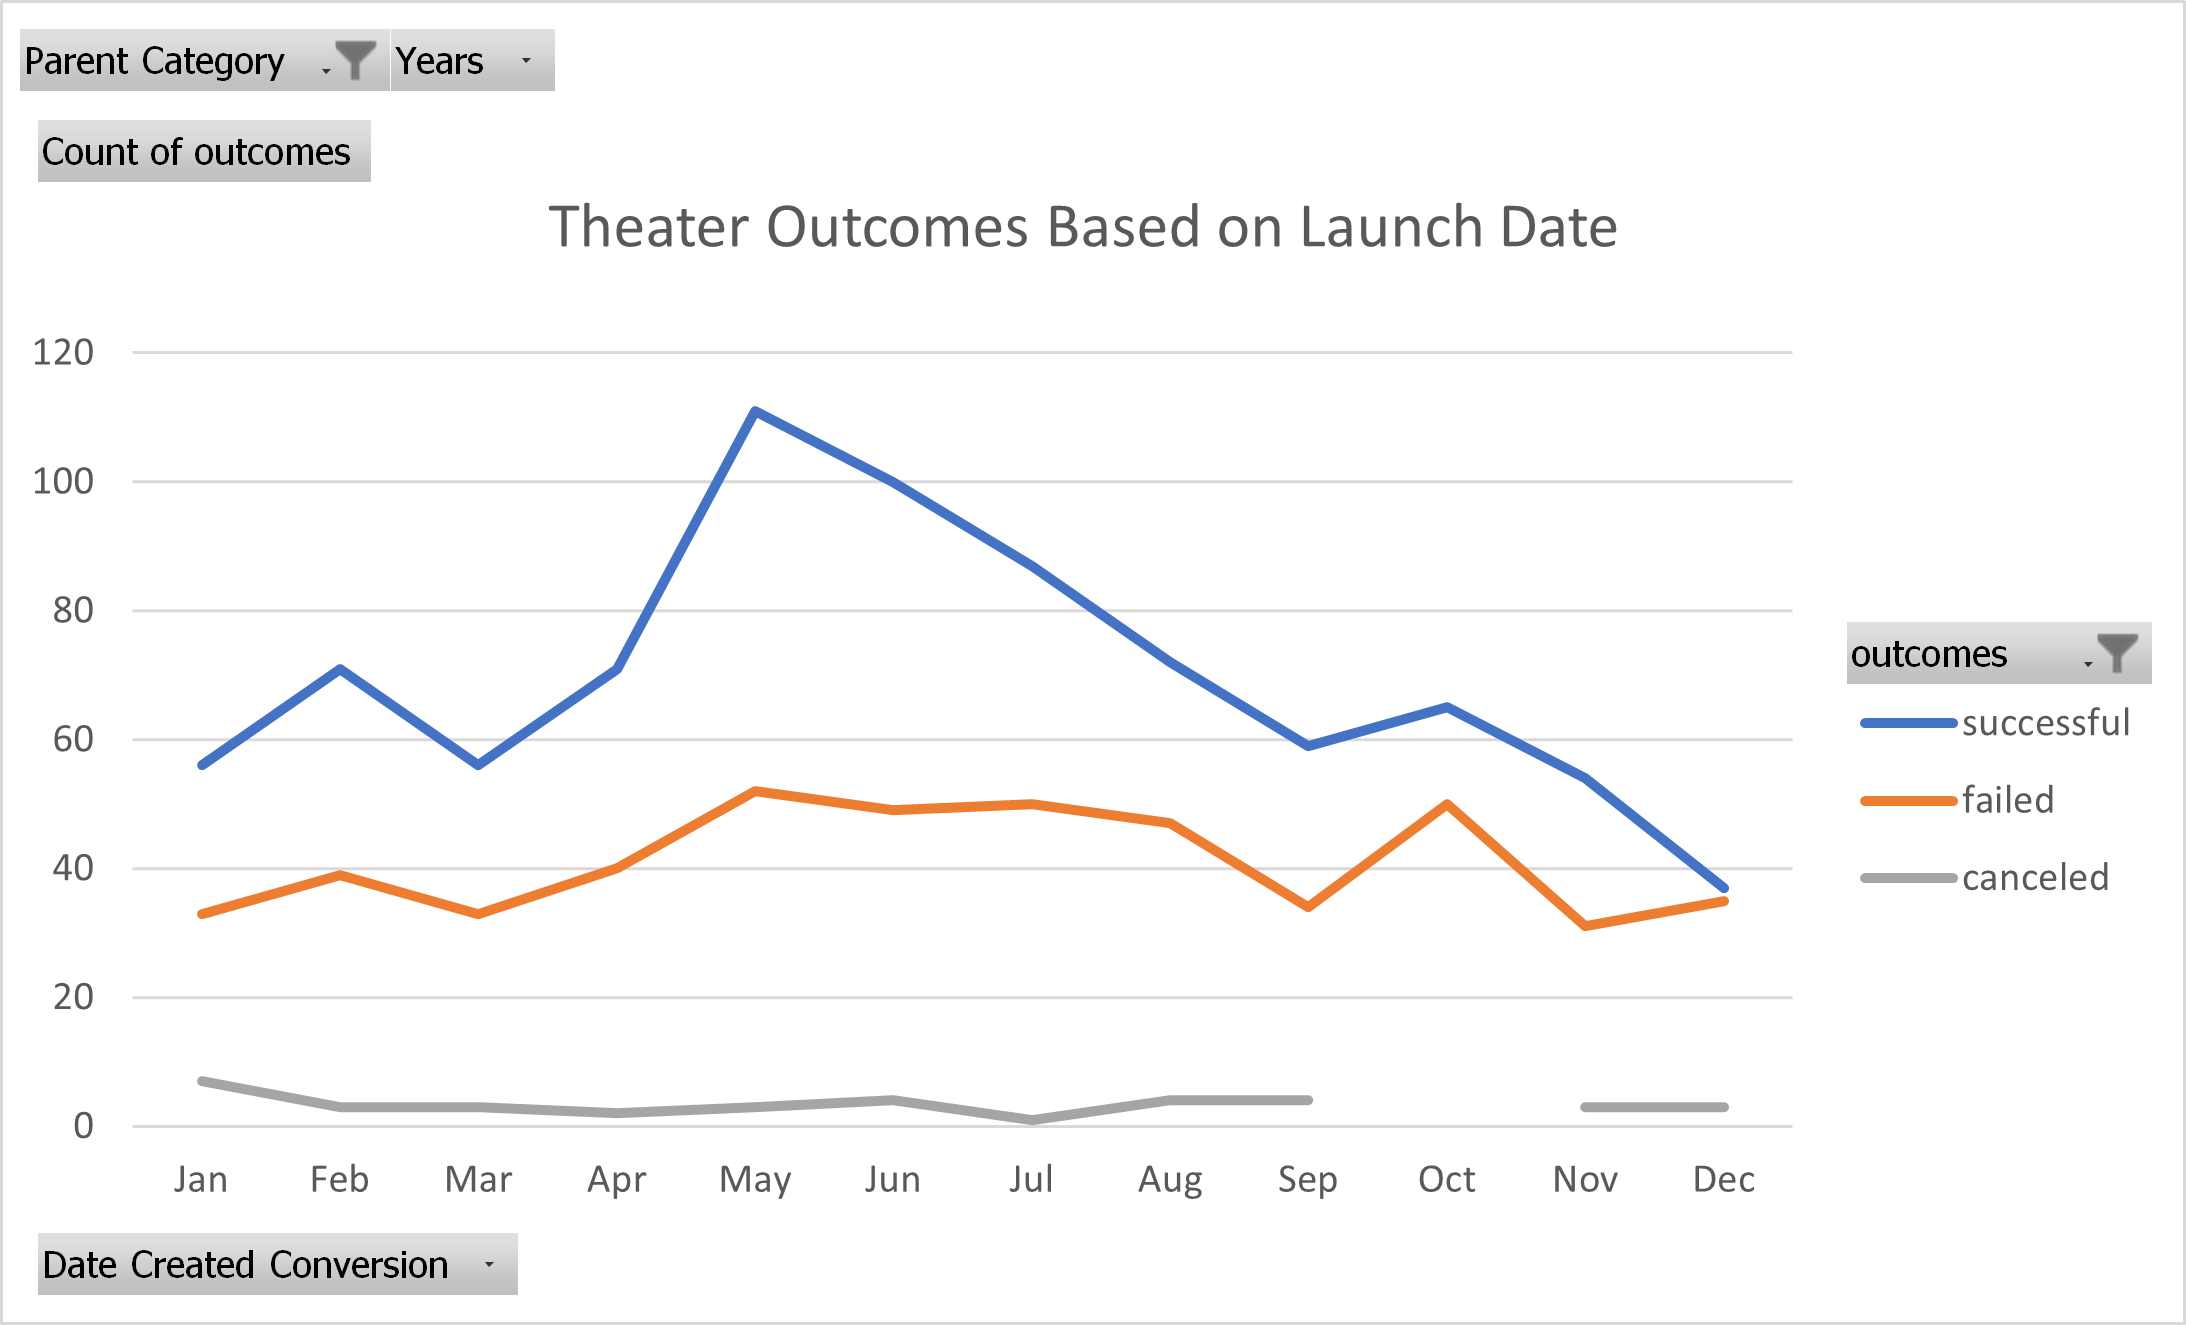 Parent Category Years
Count of outcomes
Theater Outcomes Based on Launch Date
120
100
80
60
40
20
0
Jan Feb Mar Apr May Jun Jul Aug Sep Oct Nov Dec
outcomes
successful
failed
canceled
Date Created Conversion